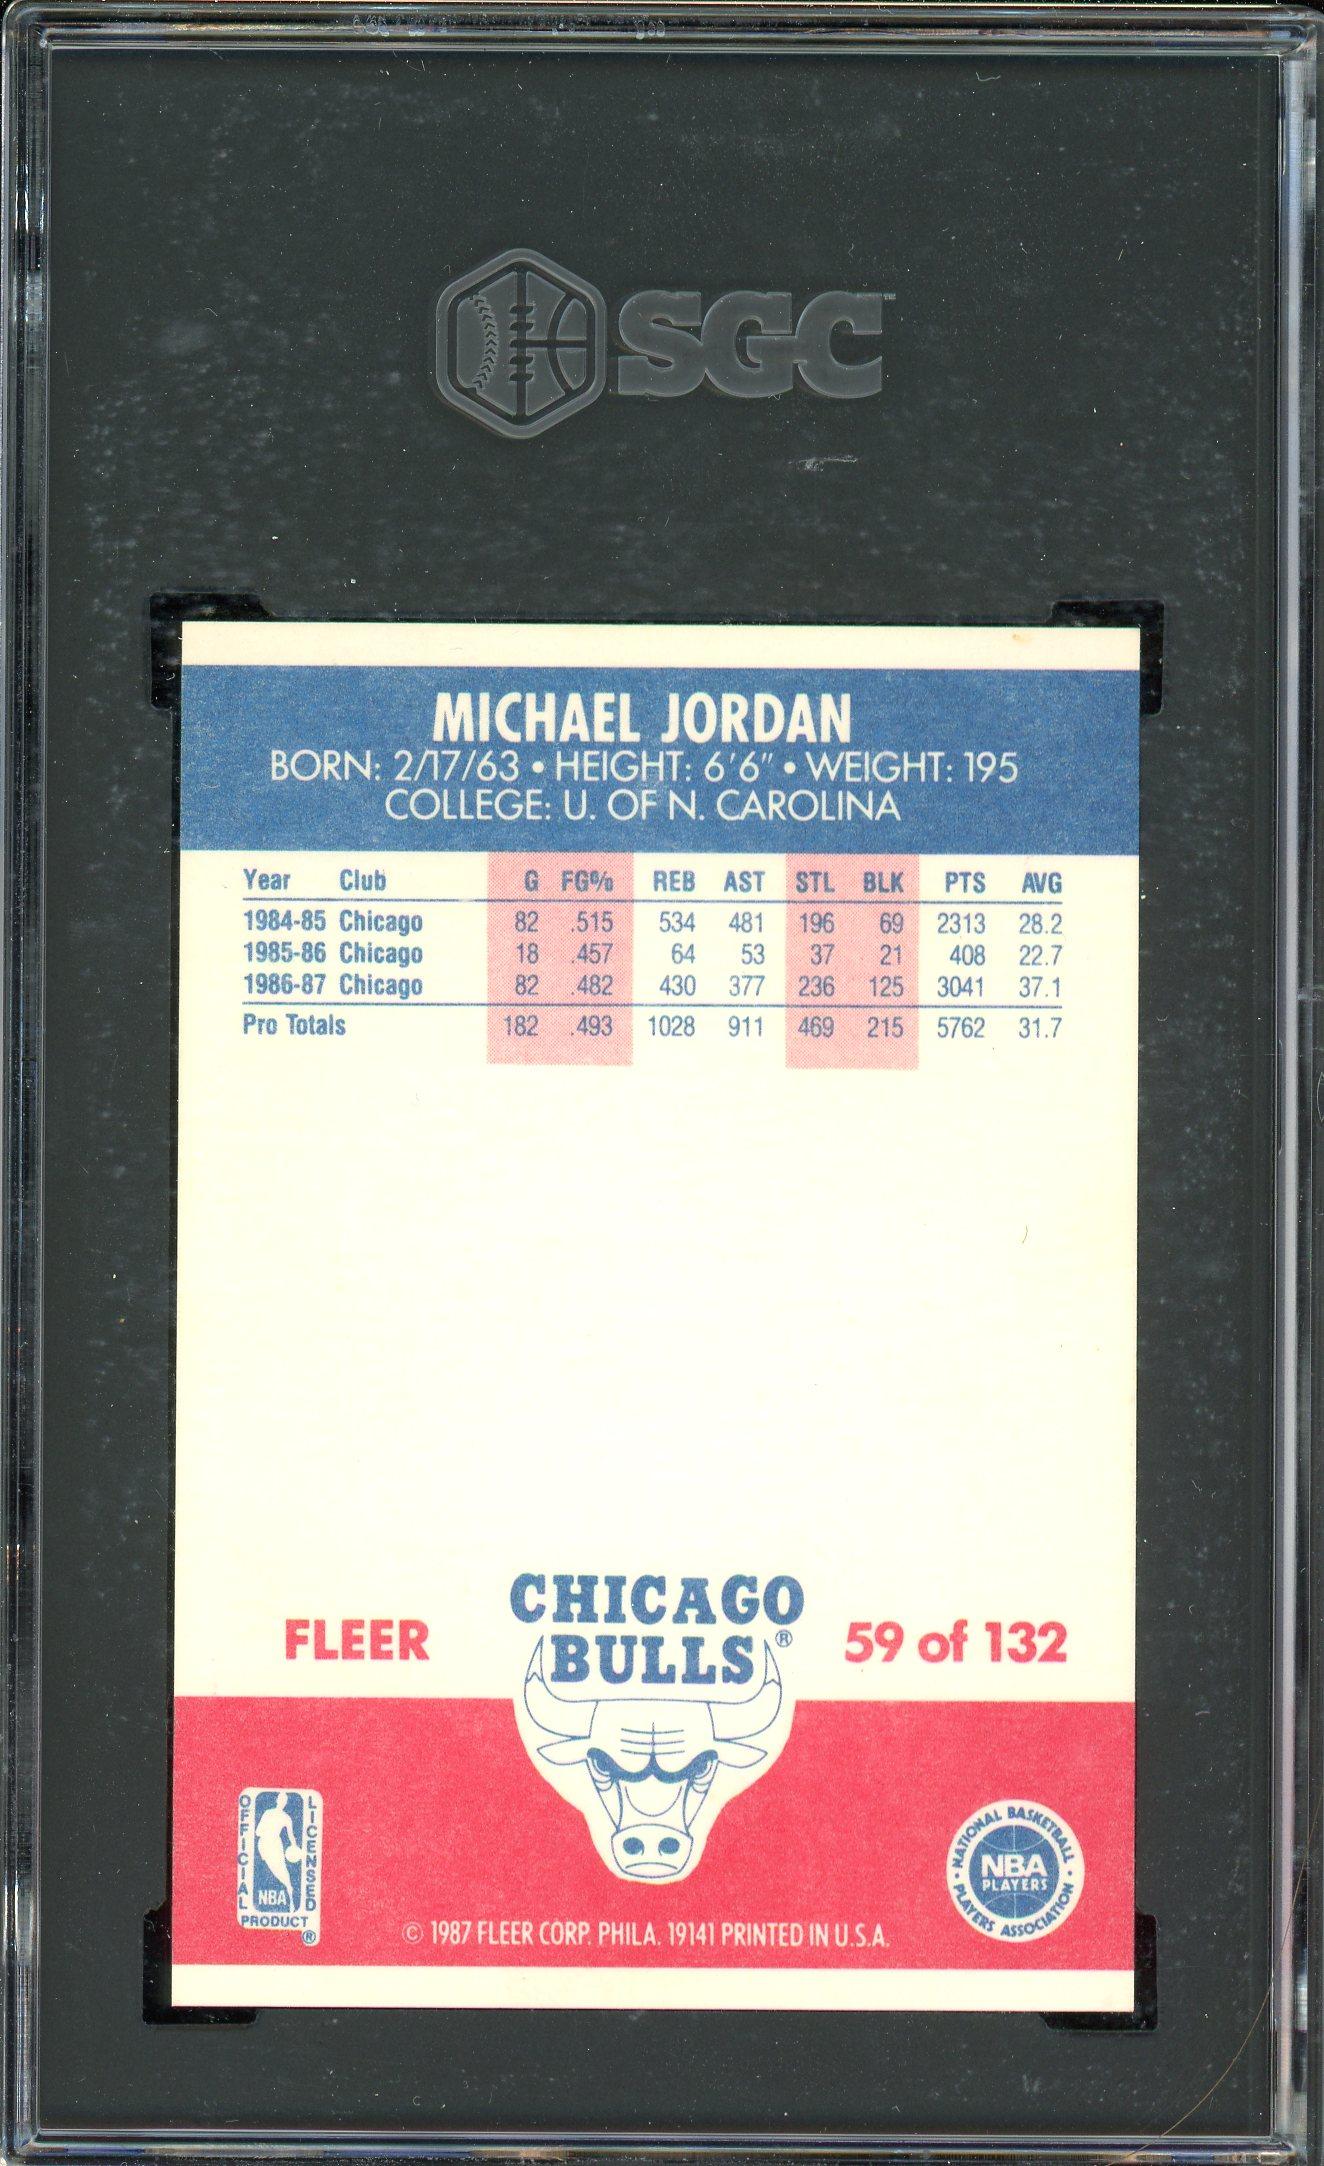 SGC™
MICHAEL JORDAN
BORN: 2/17/63 • HEIGHT: 6'6" • WEIGHT: 195
COLLEGE: U. OF N. CAROLINA
Year Club G FG% REB AST STL BLK PTS AVG
1984-85 Chicago 82 .515 534 481 196 69 2313 28.2
1985-86 Chicago 18 .457 64 53 37 21 408 22.7
1986-87 Chicago 82 .482 430 377 236 125 3041 37.1
Pro Totals 182 .493 1028 911 469 215 5762 31.7
CHICAGO
BULLS®
FLEER
59 of 132
OFFICIAL
LICENSED
NBA
PRODUCT
®
NATIONAL BASKETBALL
• PLAYERS ASSOCIATION •
NBA
PLAYERS
© 1987 FLEER CORP. PHILA. 19141 PRINTED IN U.S.A.